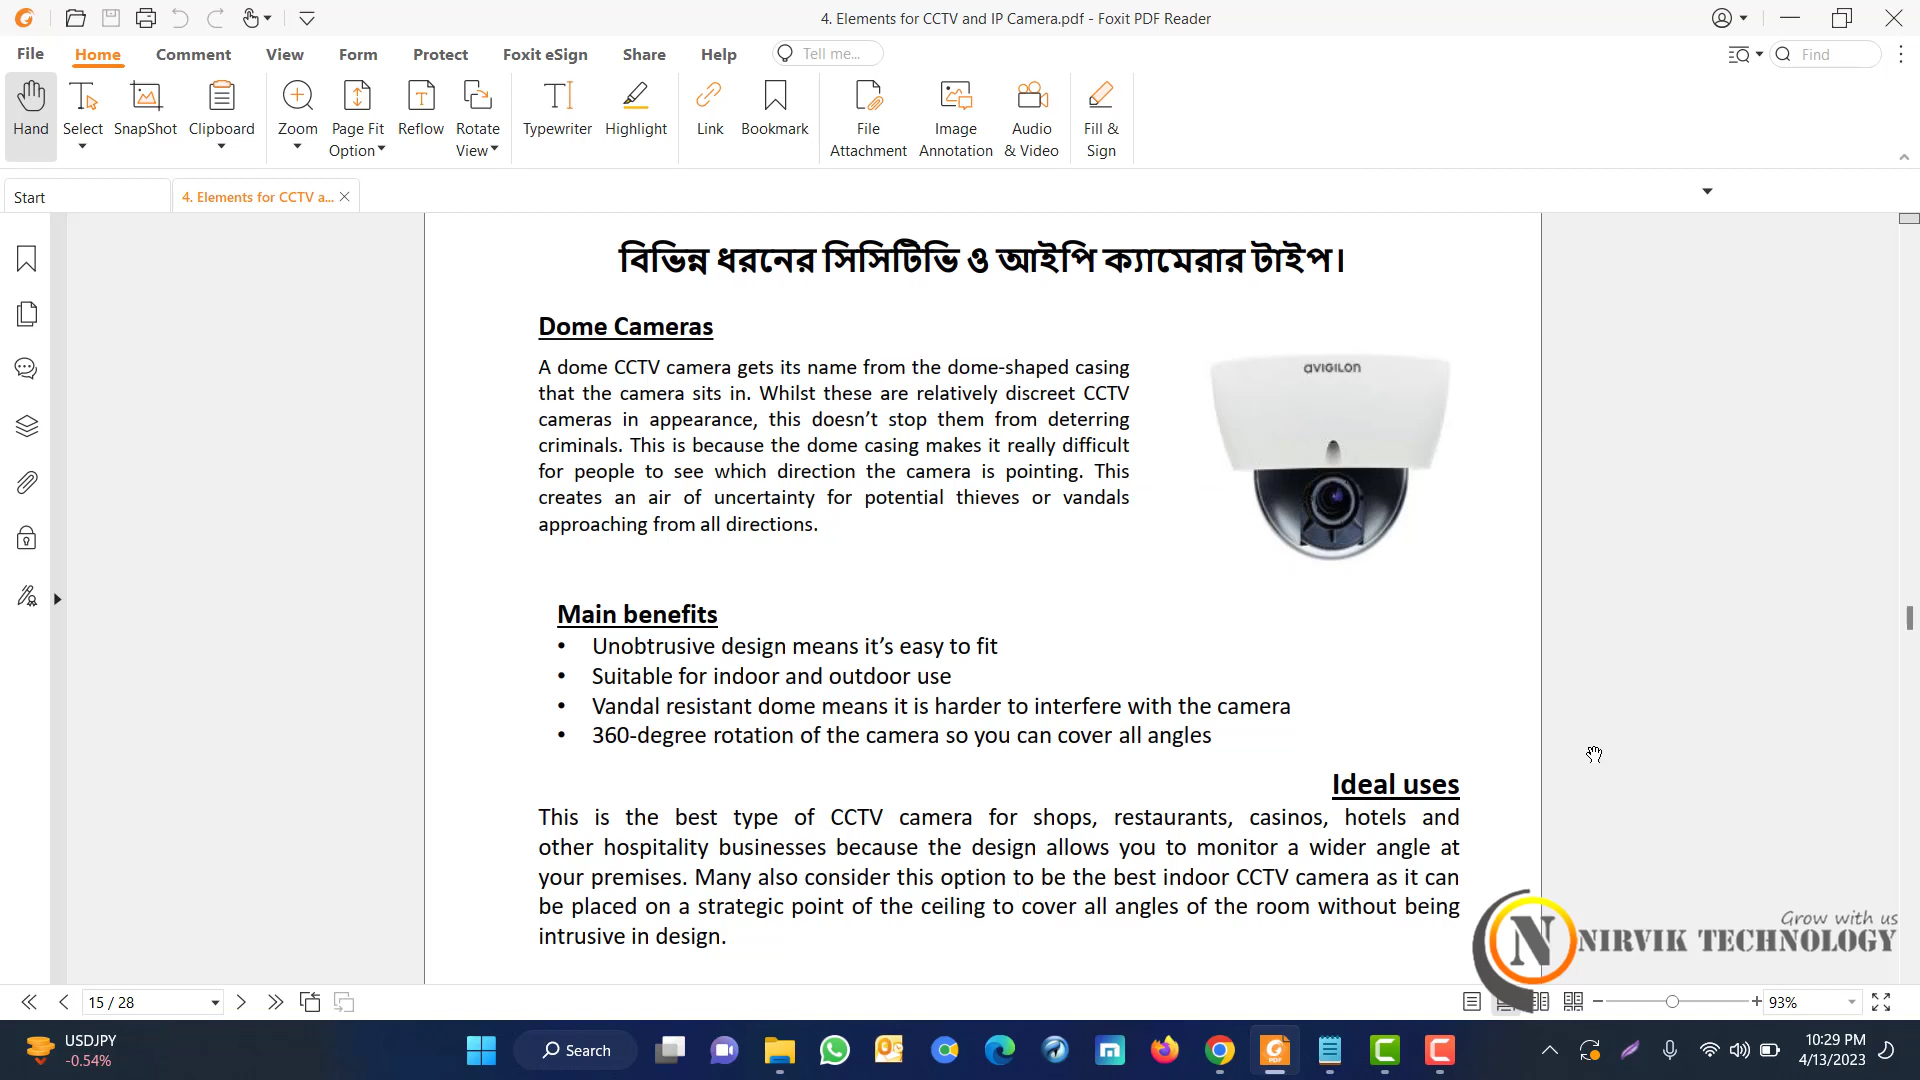 4. Elements for CCTV and IP Camera.pdf - Foxit PDF Reader
File Home Comment View Form Protect Foxit eSign Share Help Tell me... Find
Hand Select SnapShot Clipboard Zoom Page Fit Option Reflow Rotate View Typewriter Highlight Link Bookmark File Attachment Image Annotation Audio & Video Fill & Sign
Start 4. Elements for CCTV a...
বিভিন্ন ধরনের সিসিটিভি ও আইপি ক্যামেরার টাইপ।
Dome Cameras
A dome CCTV camera gets its name from the dome-shaped casing
that the camera sits in. Whilst these are relatively discreet CCTV
cameras in appearance, this doesn’t stop them from deterring
criminals. This is because the dome casing makes it really difficult
for people to see which direction the camera is pointing. This
creates an air of uncertainty for potential thieves or vandals
approaching from all directions.
avigilon
Main benefits
• Unobtrusive design means it’s easy to fit
• Suitable for indoor and outdoor use
• Vandal resistant dome means it is harder to interfere with the camera
• 360-degree rotation of the camera so you can cover all angles
Ideal uses
This is the best type of CCTV camera for shops, restaurants, casinos, hotels and
other hospitality businesses because the design allows you to monitor a wider angle at
your premises. Many also consider this option to be the best indoor CCTV camera as it can
be placed on a strategic point of the ceiling to cover all angles of the room without being
intrusive in design.
Grow with us
N NIRVIK TECHNOLOGY
15 / 28 93%
USDJPY
-0.54%
Search
10:29 PM
4/13/2023